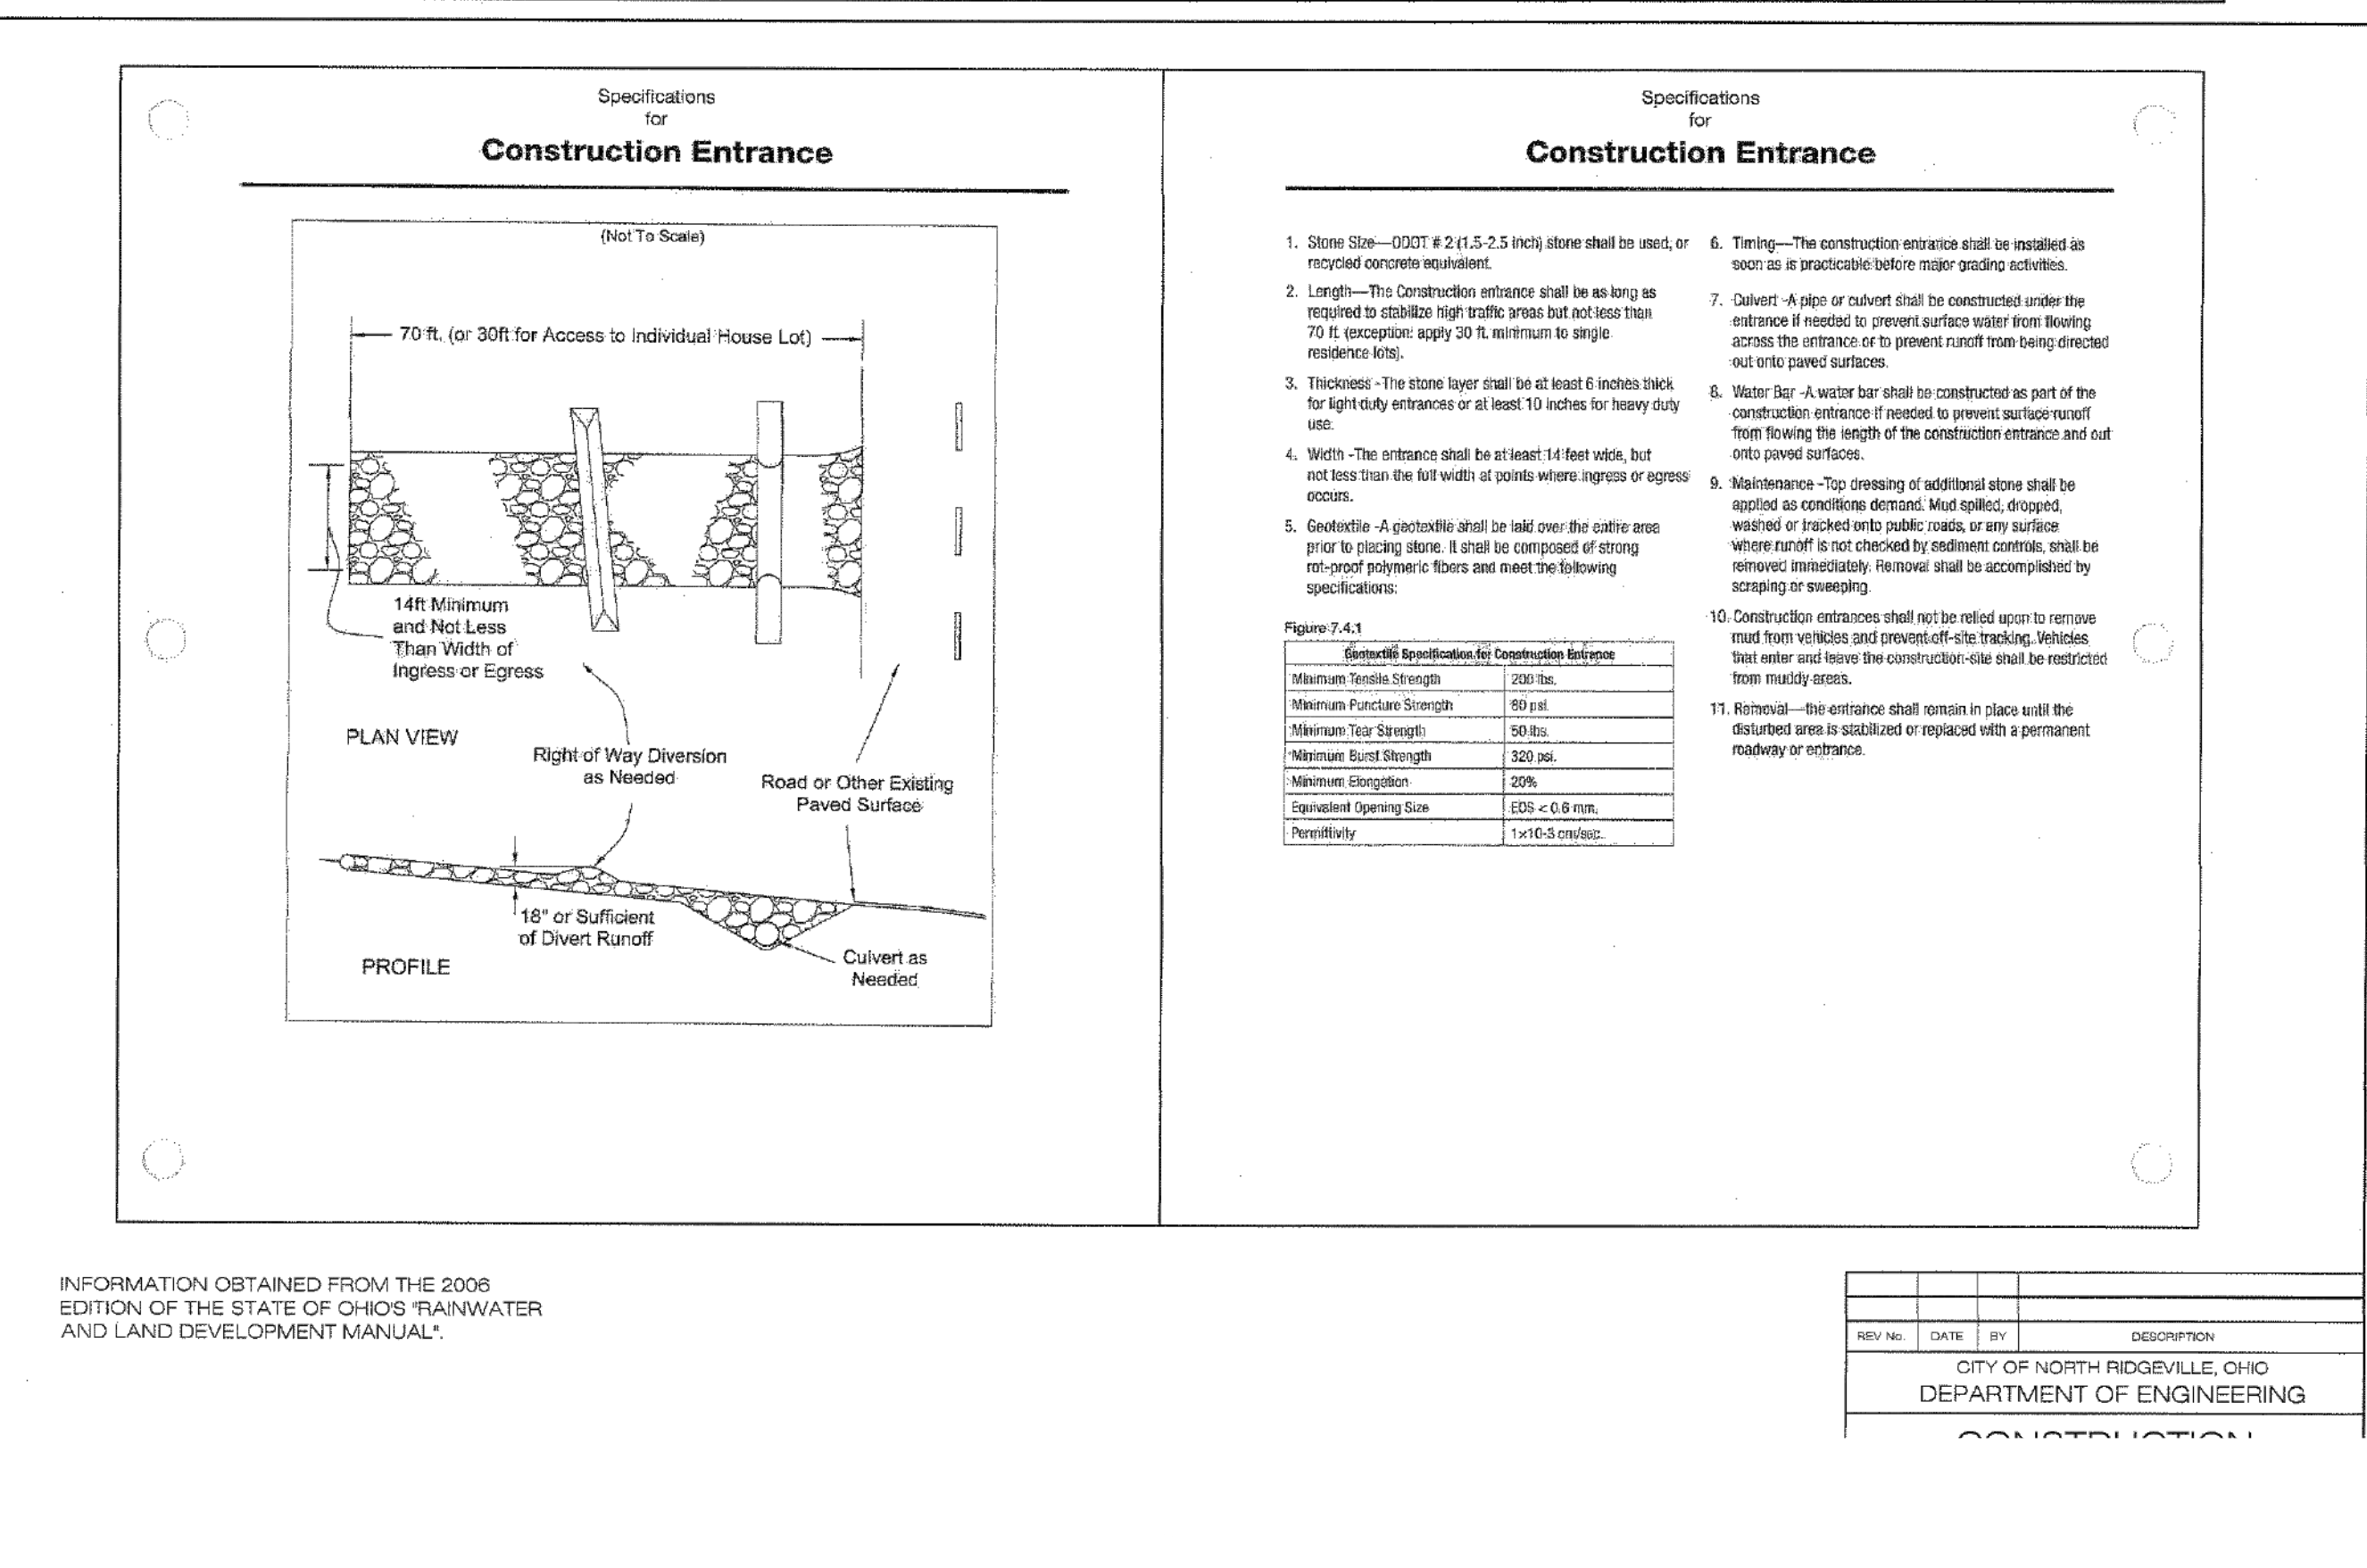 Specifications
for
Construction Entrance
(Not To Scale)
70 ft. (or 30ft for Access to Individual House Lot)
14ft Minimum
and Not Less
Than Width of
Ingress or Egress
PLAN VIEW
Right of Way Diversion
as Needed
Road or Other Existing
Paved Surface
18" or Sufficient
of Divert Runoff
PROFILE
Culvert as
Needed
Specifications
for
Construction Entrance
1. Stone Size—ODOT # 2 (1.5-2.5 inch) stone shall be used, or
recycled concrete equivalent.
2. Length—The Construction entrance shall be as long as
required to stabilize high traffic areas but not less than
70 ft. (exception: apply 30 ft. minimum to single
residence lots).
3. Thickness -The stone layer shall be at least 6 inches thick
for light duty entrances or at least 10 inches for heavy duty
use.
4. Width -The entrance shall be at least 14 feet wide, but
not less than the full width at points where ingress or egress
occurs.
5. Geotextile -A geotextile shall be laid over the entire area
prior to placing stone. It shall be composed of strong
rot-proof polymeric fibers and meet the following
specifications:
Figure 7.4.1
Geotextile Specification for Construction Entrance
Minimum Tensile Strength 200 lbs.
Minimum Puncture Strength 80 psi.
Minimum Tear Strength 50 lbs.
Minimum Burst Strength 320 psi.
Minimum Elongation 20%
Equivalent Opening Size EOS < 0.6 mm.
Permittivity 1×10-3 cm/sec.
6. Timing—The construction entrance shall be installed as
soon as is practicable before major grading activities.
7. Culvert -A pipe or culvert shall be constructed under the
entrance if needed to prevent surface water from flowing
across the entrance or to prevent runoff from being directed
out onto paved surfaces.
8. Water Bar -A water bar shall be constructed as part of the
construction entrance if needed to prevent surface runoff
from flowing the length of the construction entrance and out
onto paved surfaces.
9. Maintenance -Top dressing of additional stone shall be
applied as conditions demand. Mud spilled, dropped,
washed or tracked onto public roads, or any surface
where runoff is not checked by sediment controls, shall be
removed immediately. Removal shall be accomplished by
scraping or sweeping.
10. Construction entrances shall not be relied upon to remove
mud from vehicles and prevent off-site tracking. Vehicles
that enter and leave the construction-site shall be restricted
from muddy areas.
11. Removal—the entrance shall remain in place until the
disturbed area is stabilized or replaced with a permanent
roadway or entrance.
INFORMATION OBTAINED FROM THE 2006
EDITION OF THE STATE OF OHIO'S "RAINWATER
AND LAND DEVELOPMENT MANUAL".
REV No. DATE BY DESCRIPTION
CITY OF NORTH RIDGEVILLE, OHIO
DEPARTMENT OF ENGINEERING